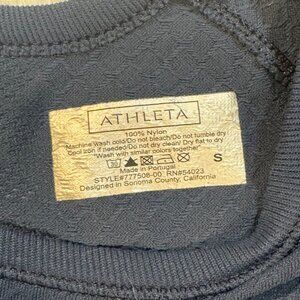 ATHLETA
100% Nylon
Machine wash cold/Do not bleach/Do not tumble dry
Cool iron if needed/Do not dry clean/ Dry flat to dry
"Wash with similar colors together"
S
Made in Portugal
STYLE#777508-00 RN#54023
Designed In Sonoma County, California